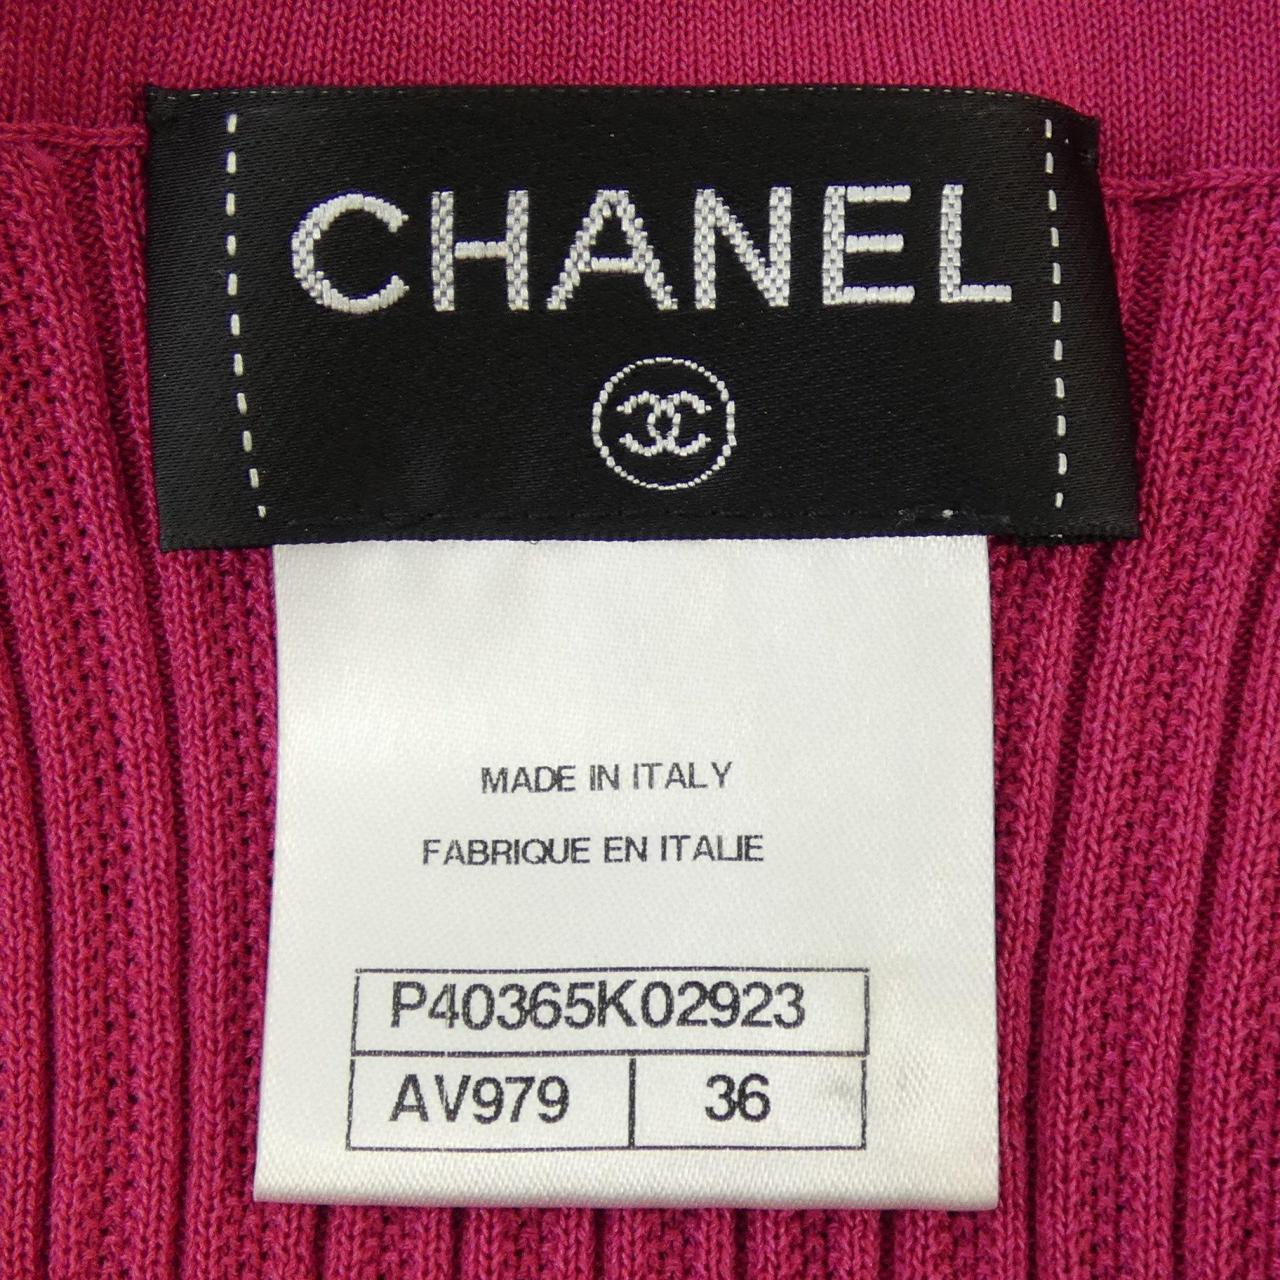 CHANEL
MADE IN ITALY
FABRIQUE EN ITALIE
P40365K02923
AV979 36